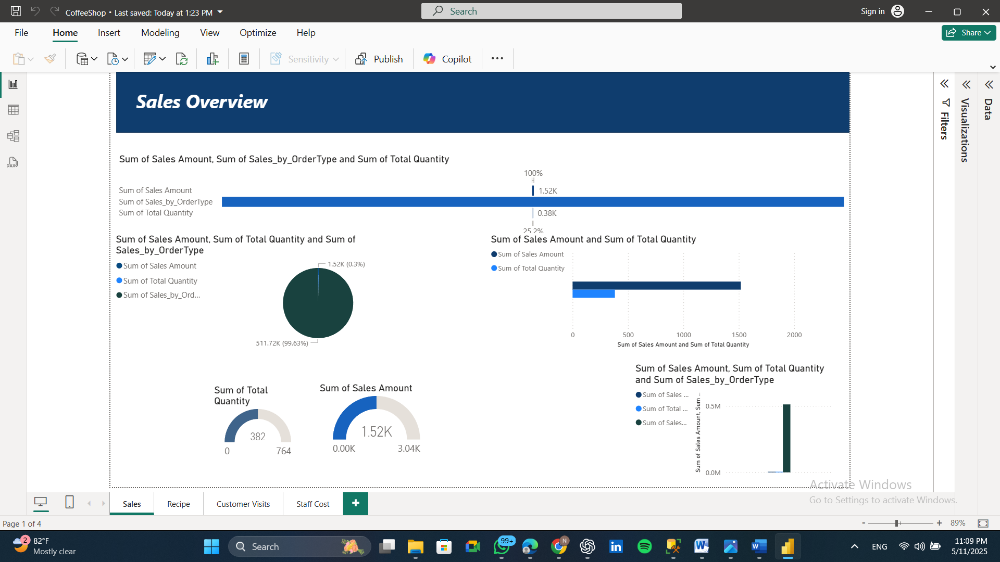 CoffeeShop • Last saved: Today at 1:23 PM
Search
Sign in
File Home Insert Modeling View Optimize Help
Share
Sensitivity
Publish
Copilot
DAX
Sales Overview
Filters
Visualizations
Data
Sum of Sales Amount, Sum of Sales_by_OrderType and Sum of Total Quantity
100%
Sum of Sales Amount 1.52K
Sum of Sales_by_OrderType
Sum of Total Quantity 0.38K
25.2%
Sum of Sales Amount, Sum of Total Quantity and Sum of
Sales_by_OrderType
Sum of Sales Amount
Sum of Total Quantity
Sum of Sales_by_Ord...
1.52K (0.3%)
511.72K (99.63%)
Sum of Sales Amount and Sum of Total Quantity
Sum of Sales Amount
Sum of Total Quantity
0 500 1000 1500 2000
Sum of Sales Amount and Sum of Total Quantity
Sum of Total
Quantity
382
0 764
Sum of Sales Amount
1.52K
0.00K 3.04K
Sum of Sales Amount, Sum of Total Quantity
and Sum of Sales_by_OrderType
Sum of Sales ...
Sum of Total ...
Sum of Sales...
Sum of Sales Amount, Sum ...
0.5M
0.0M
Activate Windows
Go to Settings to activate Windows.
Sales Recipe Customer Visits Staff Cost +
Page 1 of 4
- + 89%
2
82°F
Mostly clear
Search
99+
N
ENG
11:09 PM
5/11/2025